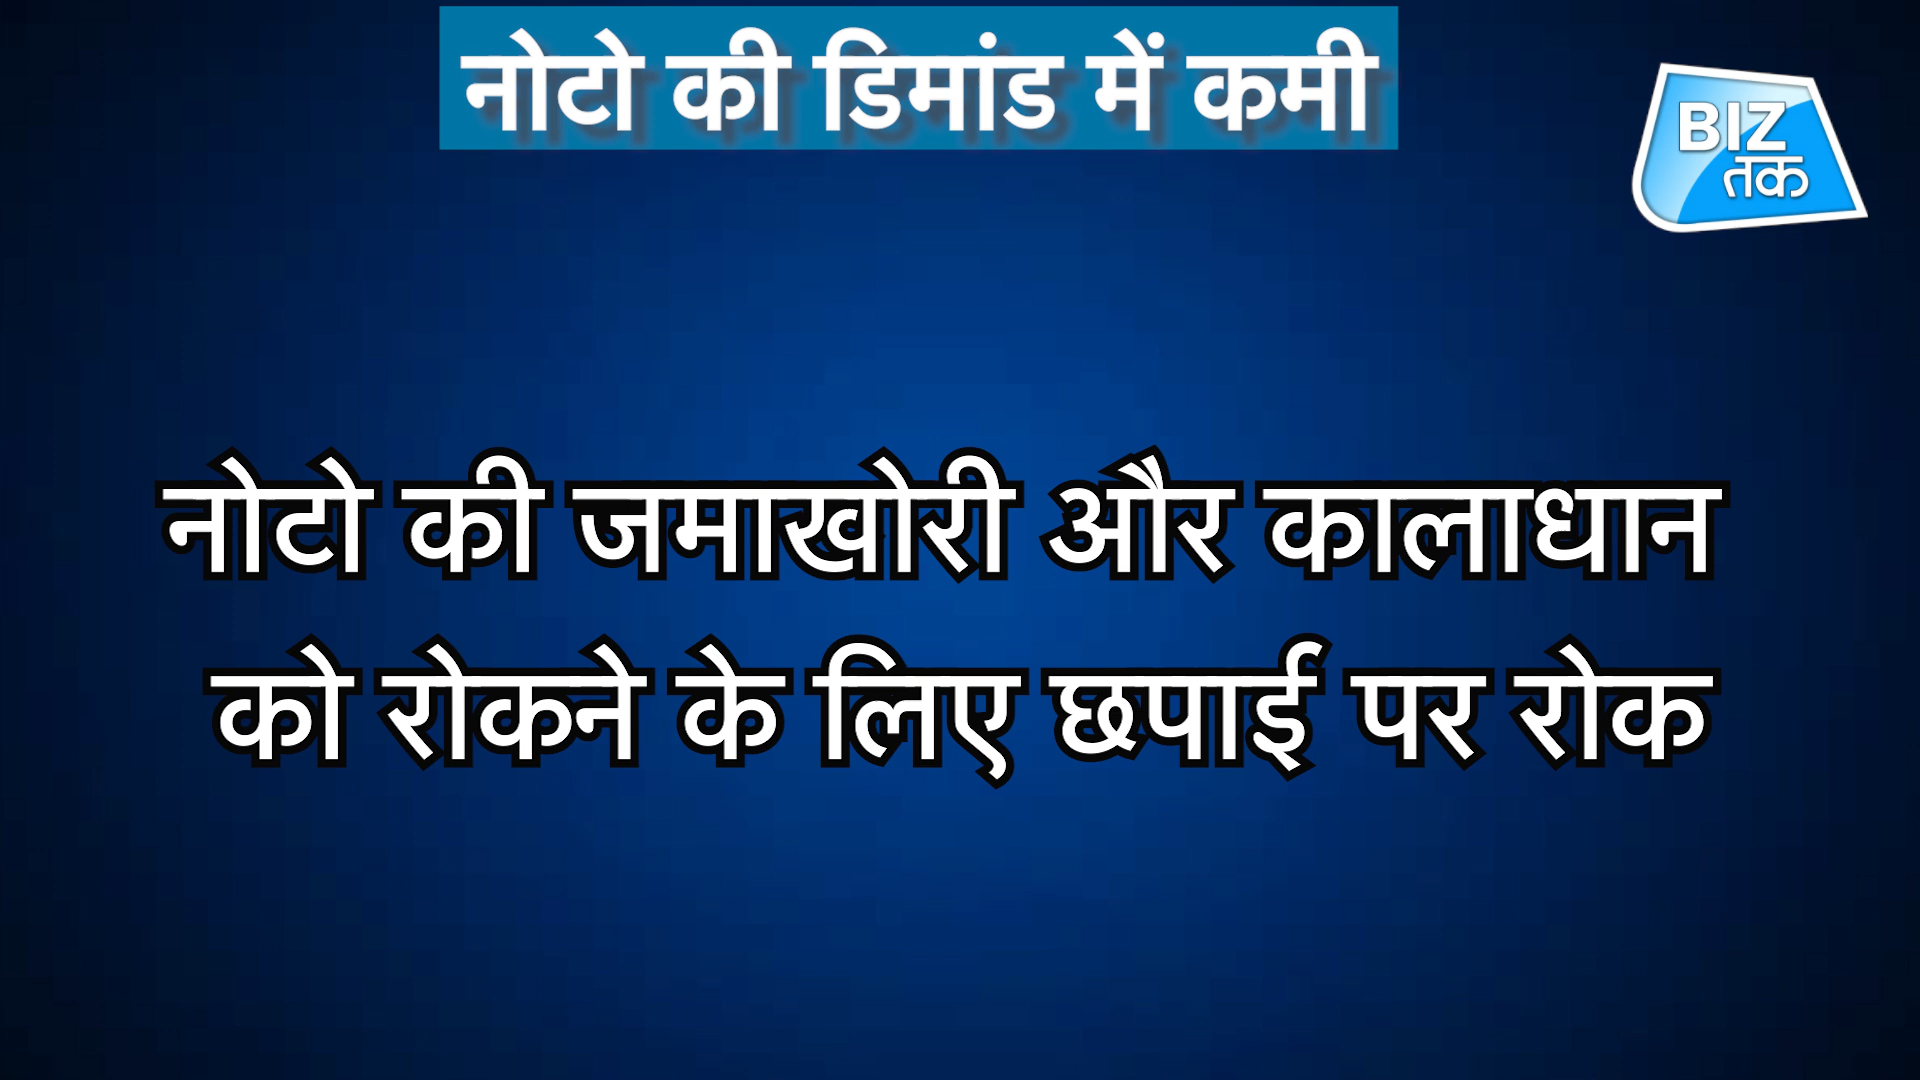 नोटो की डिमांड में कमी
BIZ
तक
नोटो की जमाखोरी और कालाधान
को रोकने के लिए छपाई पर रोक